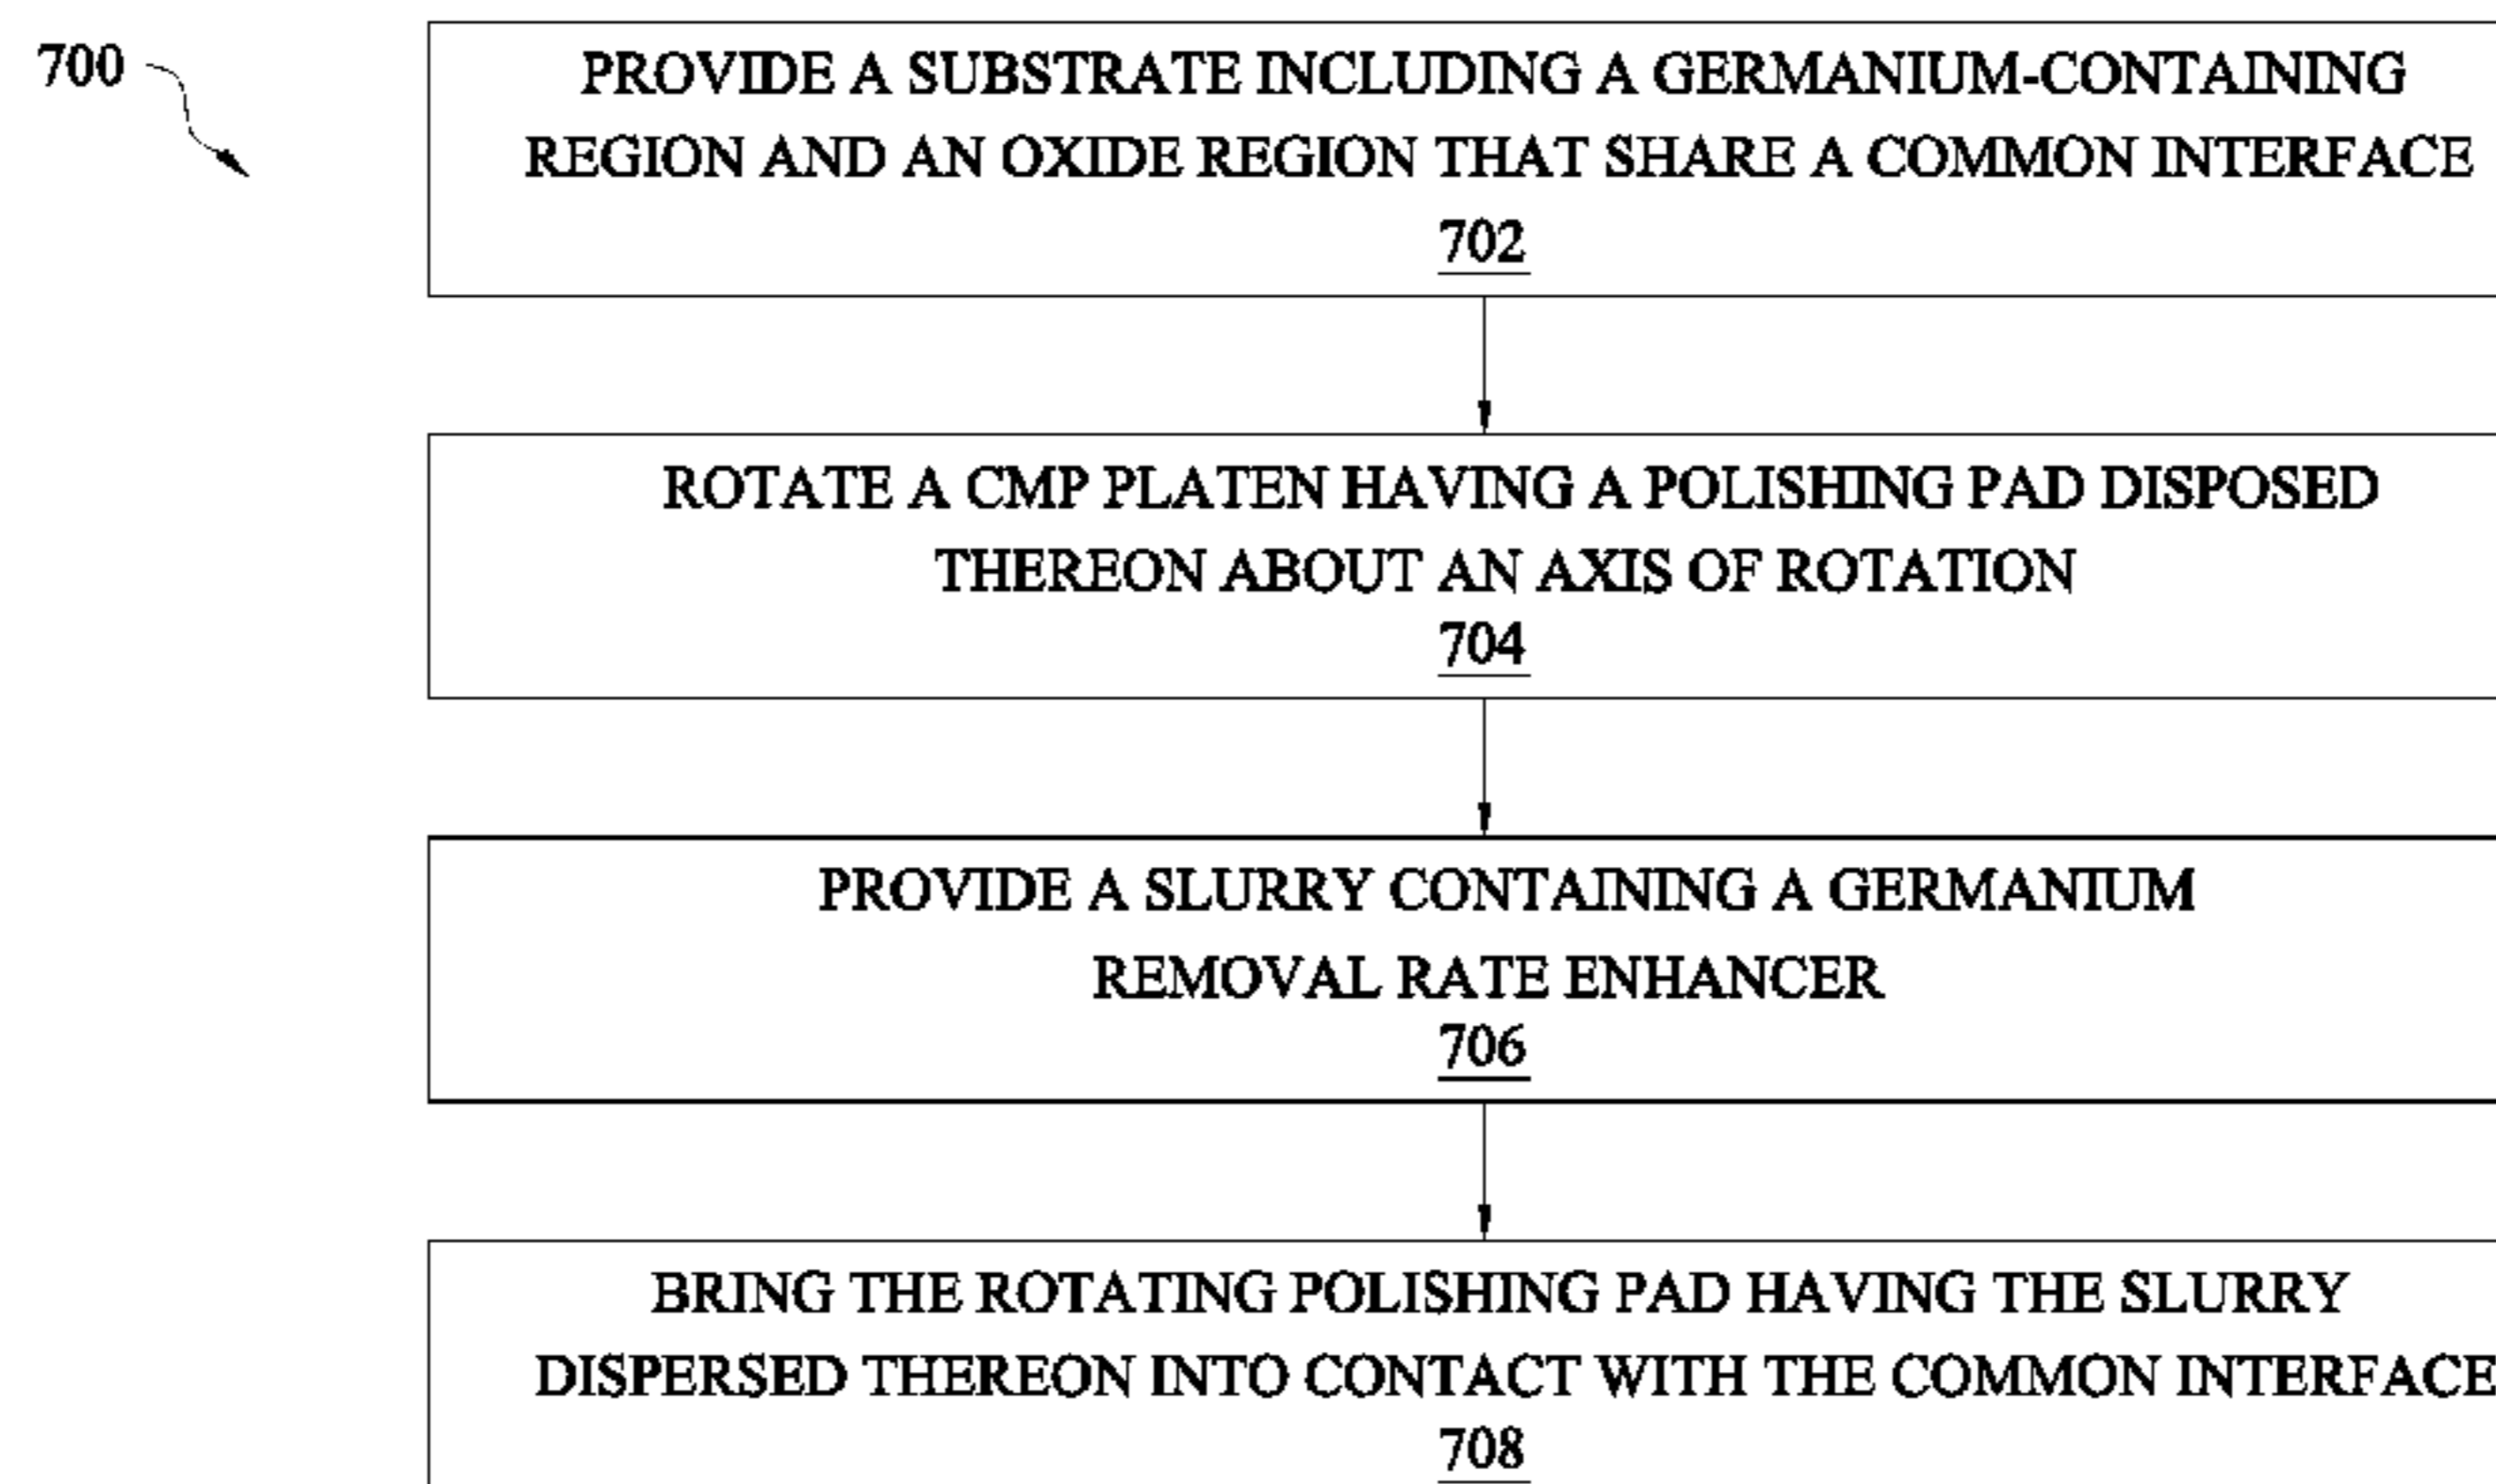 700
PROVIDE A SUBSTRATE INCLUDING A GERMANIUM-CONTAINING
REGION AND AN OXIDE REGION THAT SHARE A COMMON INTERFACE
702
ROTATE A CMP PLATEN HAVING A POLISHING PAD DISPOSED
THEREON ABOUT AN AXIS OF ROTATION
704
PROVIDE A SLURRY CONTAINING A GERMANIUM
REMOVAL RATE ENHANCER
706
BRING THE ROTATING POLISHING PAD HAVING THE SLURRY
DISPERSED THEREON INTO CONTACT WITH THE COMMON INTERFACE
708